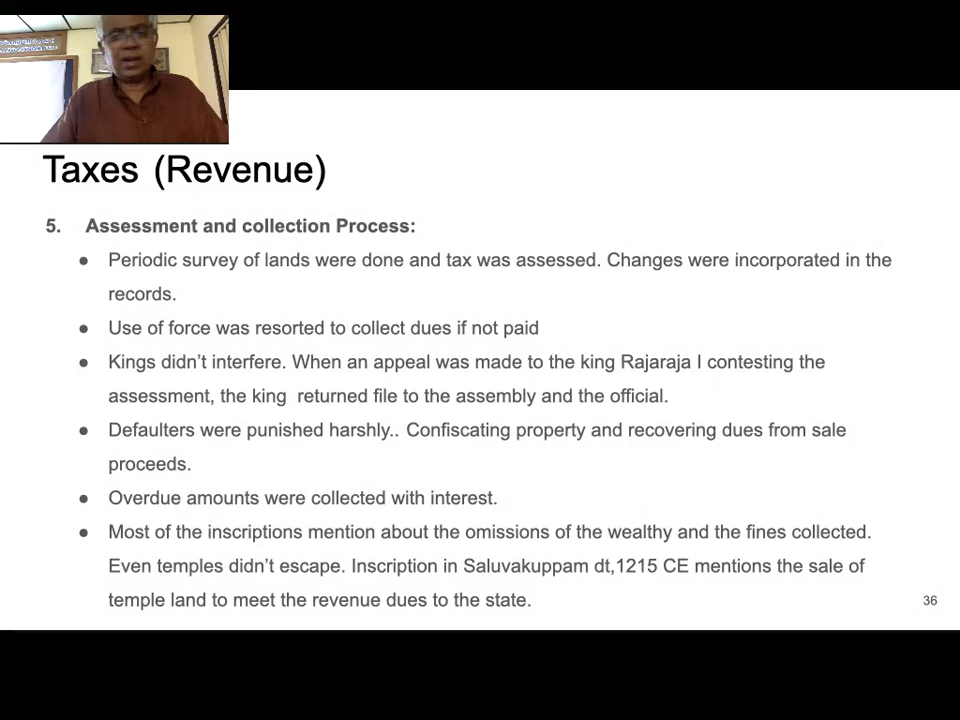 Taxes (Revenue)
5. Assessment and collection Process:
● Periodic survey of lands were done and tax was assessed. Changes were incorporated in the
records.
● Use of force was resorted to collect dues if not paid
● Kings didn’t interfere. When an appeal was made to the king Rajaraja I contesting the
assessment, the king returned file to the assembly and the official.
● Defaulters were punished harshly.. Confiscating property and recovering dues from sale
proceeds.
● Overdue amounts were collected with interest.
● Most of the inscriptions mention about the omissions of the wealthy and the fines collected.
Even temples didn’t escape. Inscription in Saluvakuppam dt,1215 CE mentions the sale of
temple land to meet the revenue dues to the state.
36